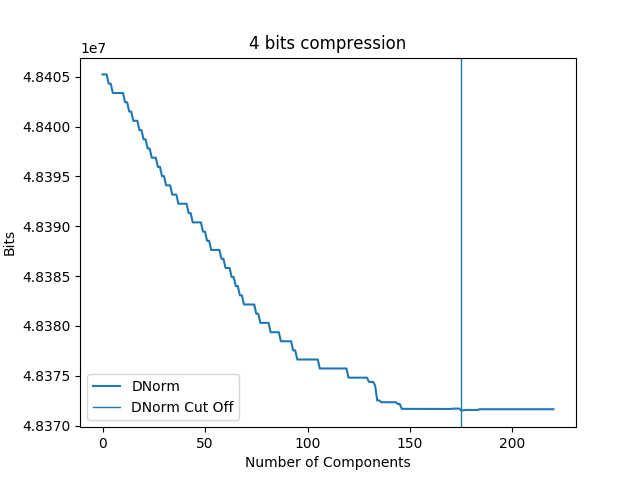 4 bits compression
1e7
4.8405
4.8400
4.8395
4.8390
4.8385
4.8380
4.8375
4.8370
Bits
DNorm
DNorm Cut Off
0 50 100 150 200
Number of Components